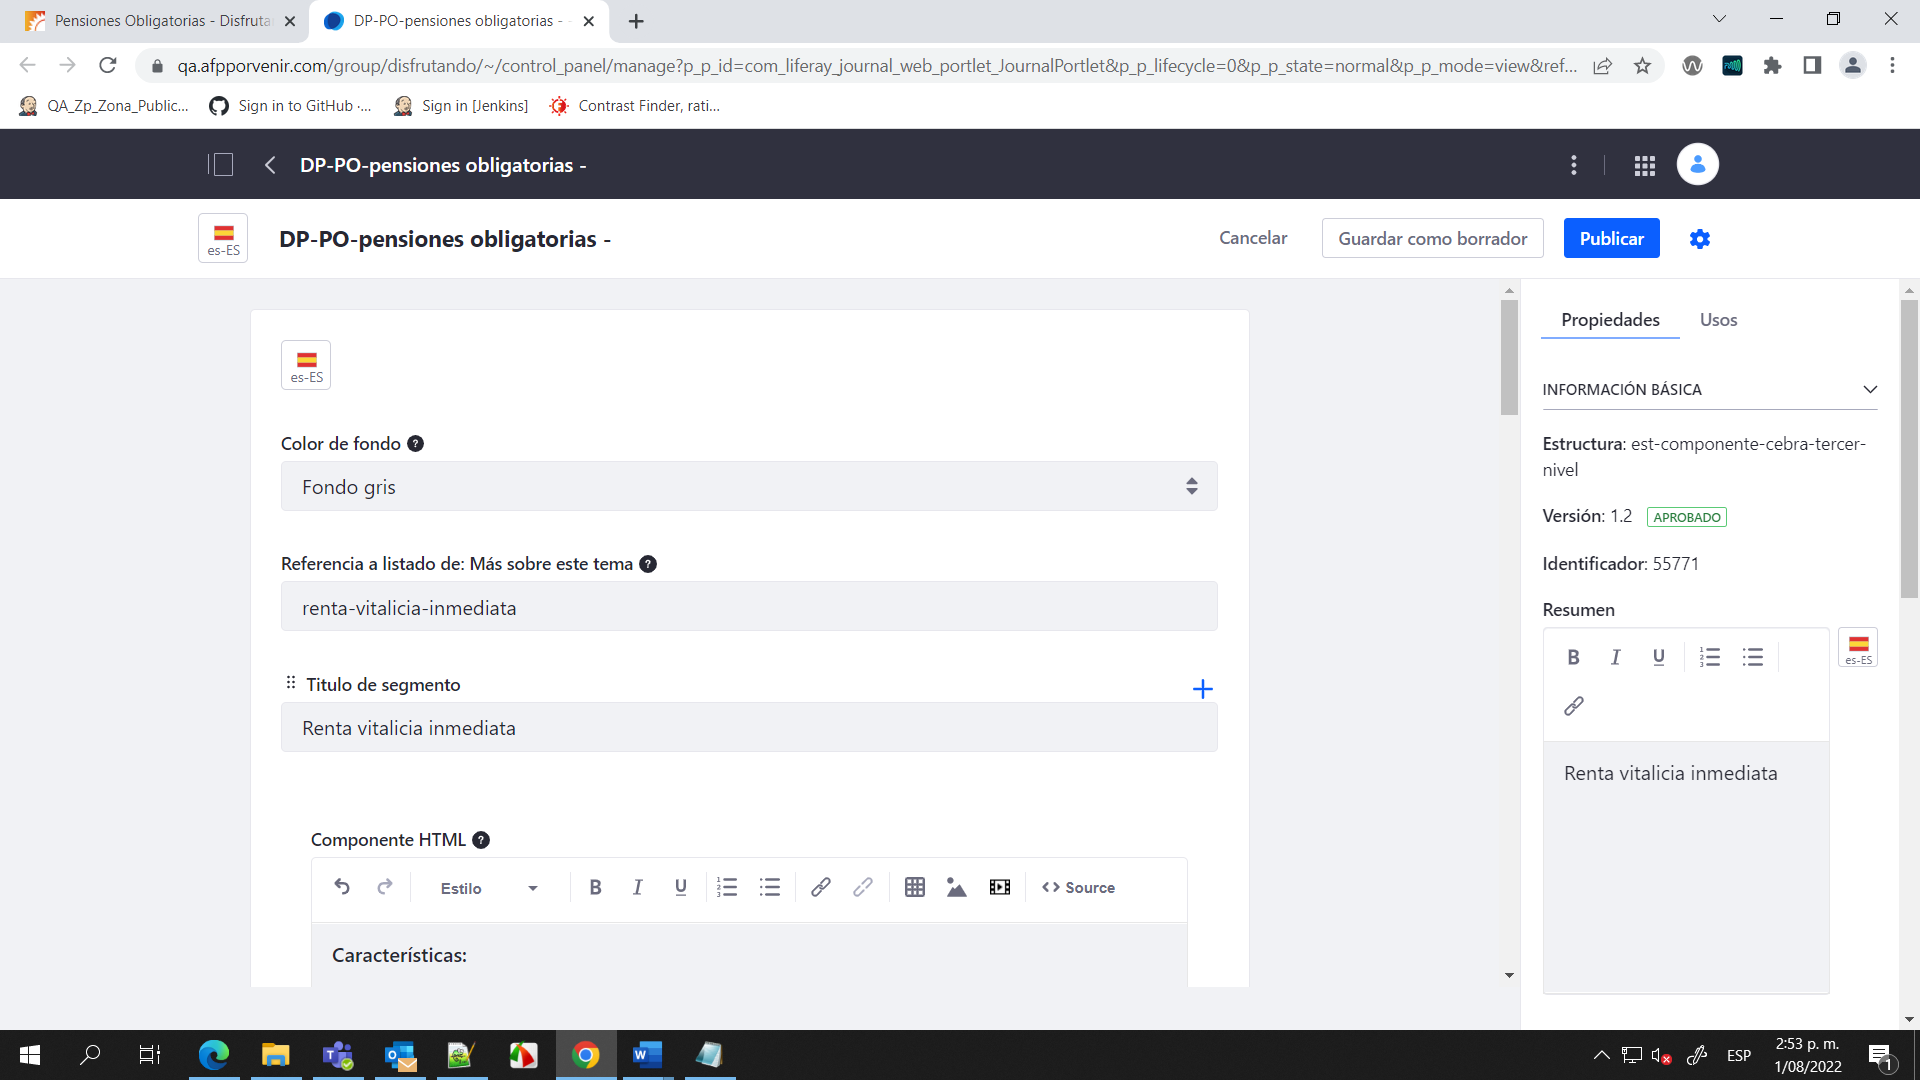 Pensiones Obligatorias - Disfruta
DP-PO-pensiones obligatorias -
qa.afpporvenir.com/group/disfrutando/~/control_panel/manage?p_p_id=com_liferay_journal_web_portlet_JournalPortlet&p_p_lifecycle=0&p_p_state=normal&p_p_mode=view&ref...
QA_Zp_Zona_Public...
Sign in to GitHub ·...
Sign in [Jenkins]
Contrast Finder, rati...
DP-PO-pensiones obligatorias -
es-ES
DP-PO-pensiones obligatorias -
Cancelar
Guardar como borrador
Publicar
es-ES
Color de fondo ?
Fondo gris
Referencia a listado de: Más sobre este tema ?
renta-vitalicia-inmediata
Titulo de segmento
Renta vitalicia inmediata
Componente HTML ?
Estilo
B I U
Source
Características:
Propiedades
Usos
INFORMACIÓN BÁSICA
Estructura: est-componente-cebra-tercer-
nivel
Versión: 1.2 APROBADO
Identificador: 55771
Resumen
B I U
es-ES
Renta vitalicia inmediata
ESP
2:53 p. m.
1/08/2022
1